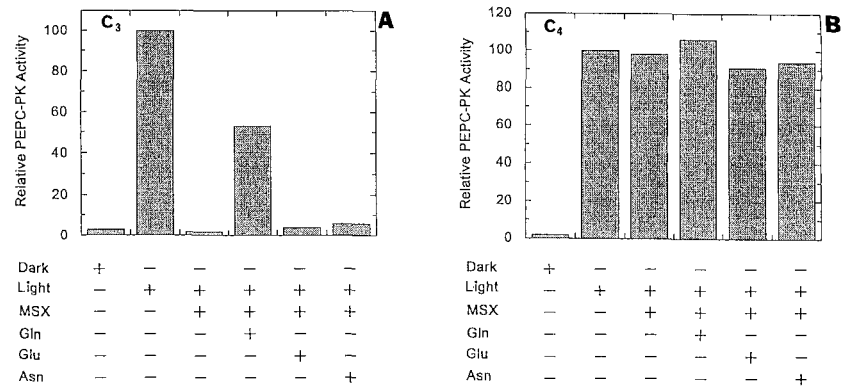 C3
A
Relative PEPC-PK Activity
100
80
60
40
20
0
Dark + − − − − −
Light − + + + + +
MSX − − + + + +
Gln − − − + − −
Glu − − − − + −
Asn − − − − − +
C4
B
Relative PEPC-PK Activity
120
100
80
60
40
20
0
Dark + − − − − −
Light − + + + + +
MSX − − + + + +
Gln − − − + − −
Glu − − − − + −
Asn − − − − − +